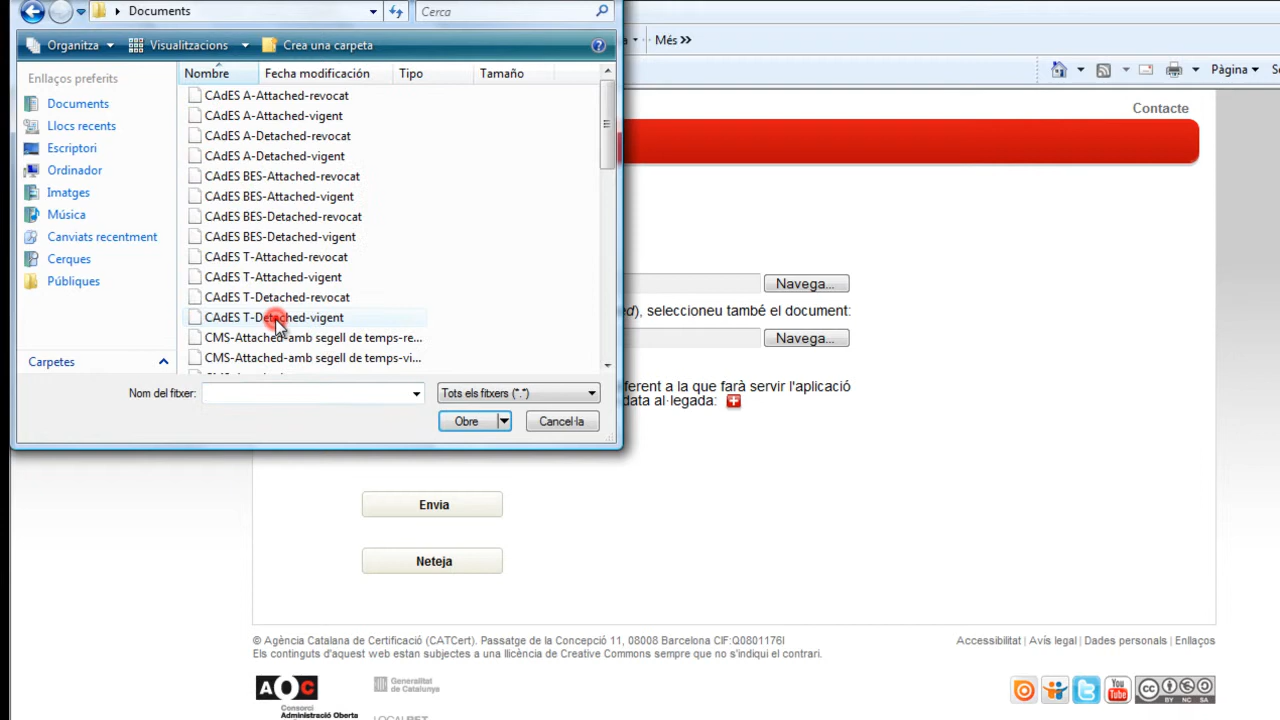 Documents
Cerca
Organitza
Visualitzacions
Crea una carpeta
Més »
Pàgina
Enllaços preferits
Nombre
Fecha modificación
Tipo
Tamaño
Documents
Llocs recents
Escriptori
Ordinador
Imatges
Música
Canviats recentment
Cerques
Públiques
Carpetes
CAdES A-Attached-revocat
CAdES A-Attached-vigent
CAdES A-Detached-revocat
CAdES A-Detached-vigent
CAdES BES-Attached-revocat
CAdES BES-Attached-vigent
CAdES BES-Detached-revocat
CAdES BES-Detached-vigent
CAdES T-Attached-revocat
CAdES T-Attached-vigent
CAdES T-Detached-revocat
CAdES T-Detached-vigent
CMS-Attached-amb segell de temps-re...
CMS-Attached-amb segell de temps-vi...
Nom del fitxer:
Tots els fitxers (*.*)
Obre
Cancel·la
Contacte
Navega...
), seleccioneu també el document:
Navega...
ferent a la que farà servir l'aplicació
data al·legada:
Envia
Neteja
© Agència Catalana de Certificació (CATCert). Passatge de la Concepció 11, 08008 Barcelona CIF:Q0801176I
Els continguts d'aquest web estan subjectes a una llicència de Creative Commons sempre que no s'indiqui el contrari.
Accessibilitat | Avís legal | Dades personals | Enllaços
AOC
Consorci
Administració Oberta
Generalitat
de Catalunya
LOCALRET
You
Tube
CC
BY NC SA